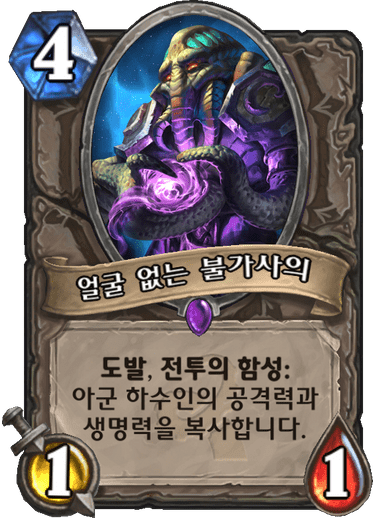 4
얼굴 없는 불가사의
도발, 전투의 함성:
아군 하수인의 공격력과
생명력을 복사합니다.
1
1